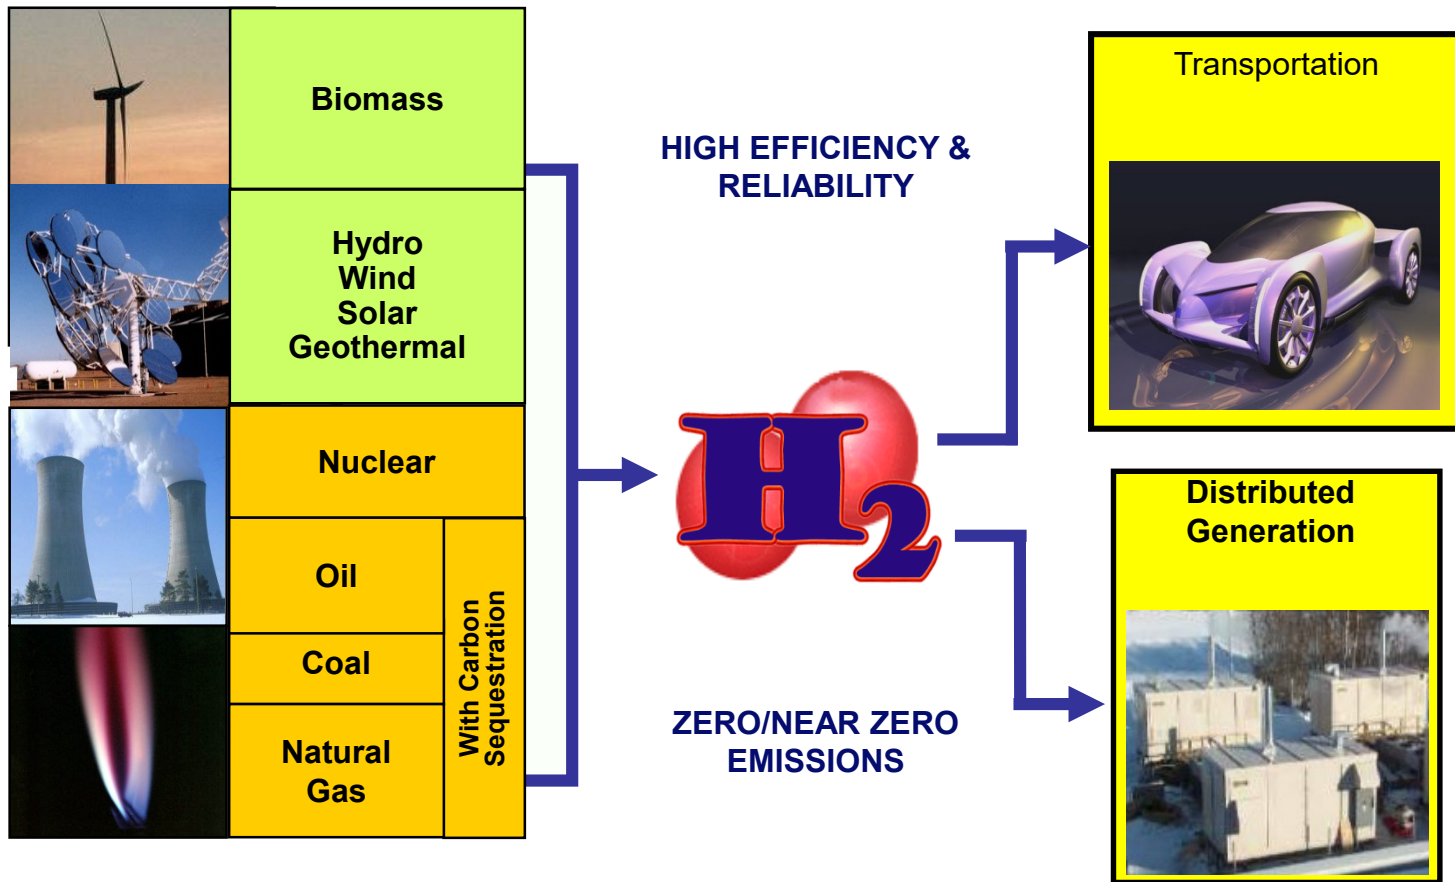 Biomass
Hydro
Wind
Solar
Geothermal
Nuclear
Oil
Coal
Natural
Gas
With Carbon
Sequestration
HIGH EFFICIENCY &
RELIABILITY
H2
ZERO/NEAR ZERO
EMISSIONS
Transportation
Distributed
Generation